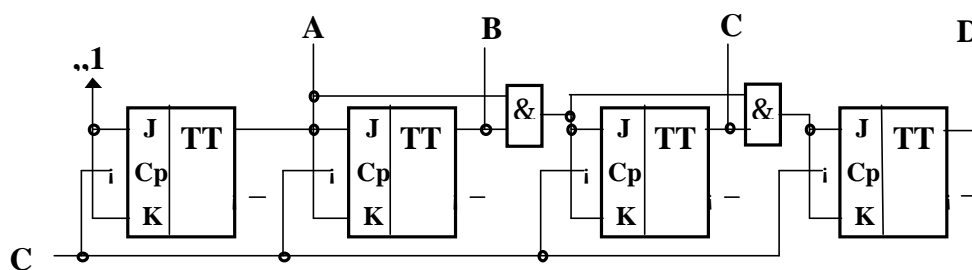 A B C D
„1
& &
J TT J TT J TT J TT
¡ Cp ¡ Cp ¡ Cp ¡ Cp
K ¡ – K ¡ – K ¡ – K ¡ –
C